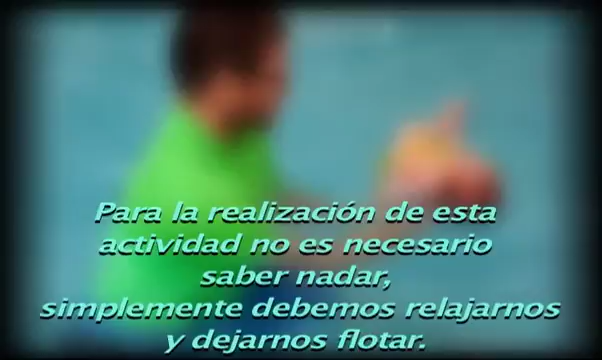 Para la realización de esta
actividad no es necesario
saber nadar,
simplemente debemos relajarnos
y dejarnos flotar.